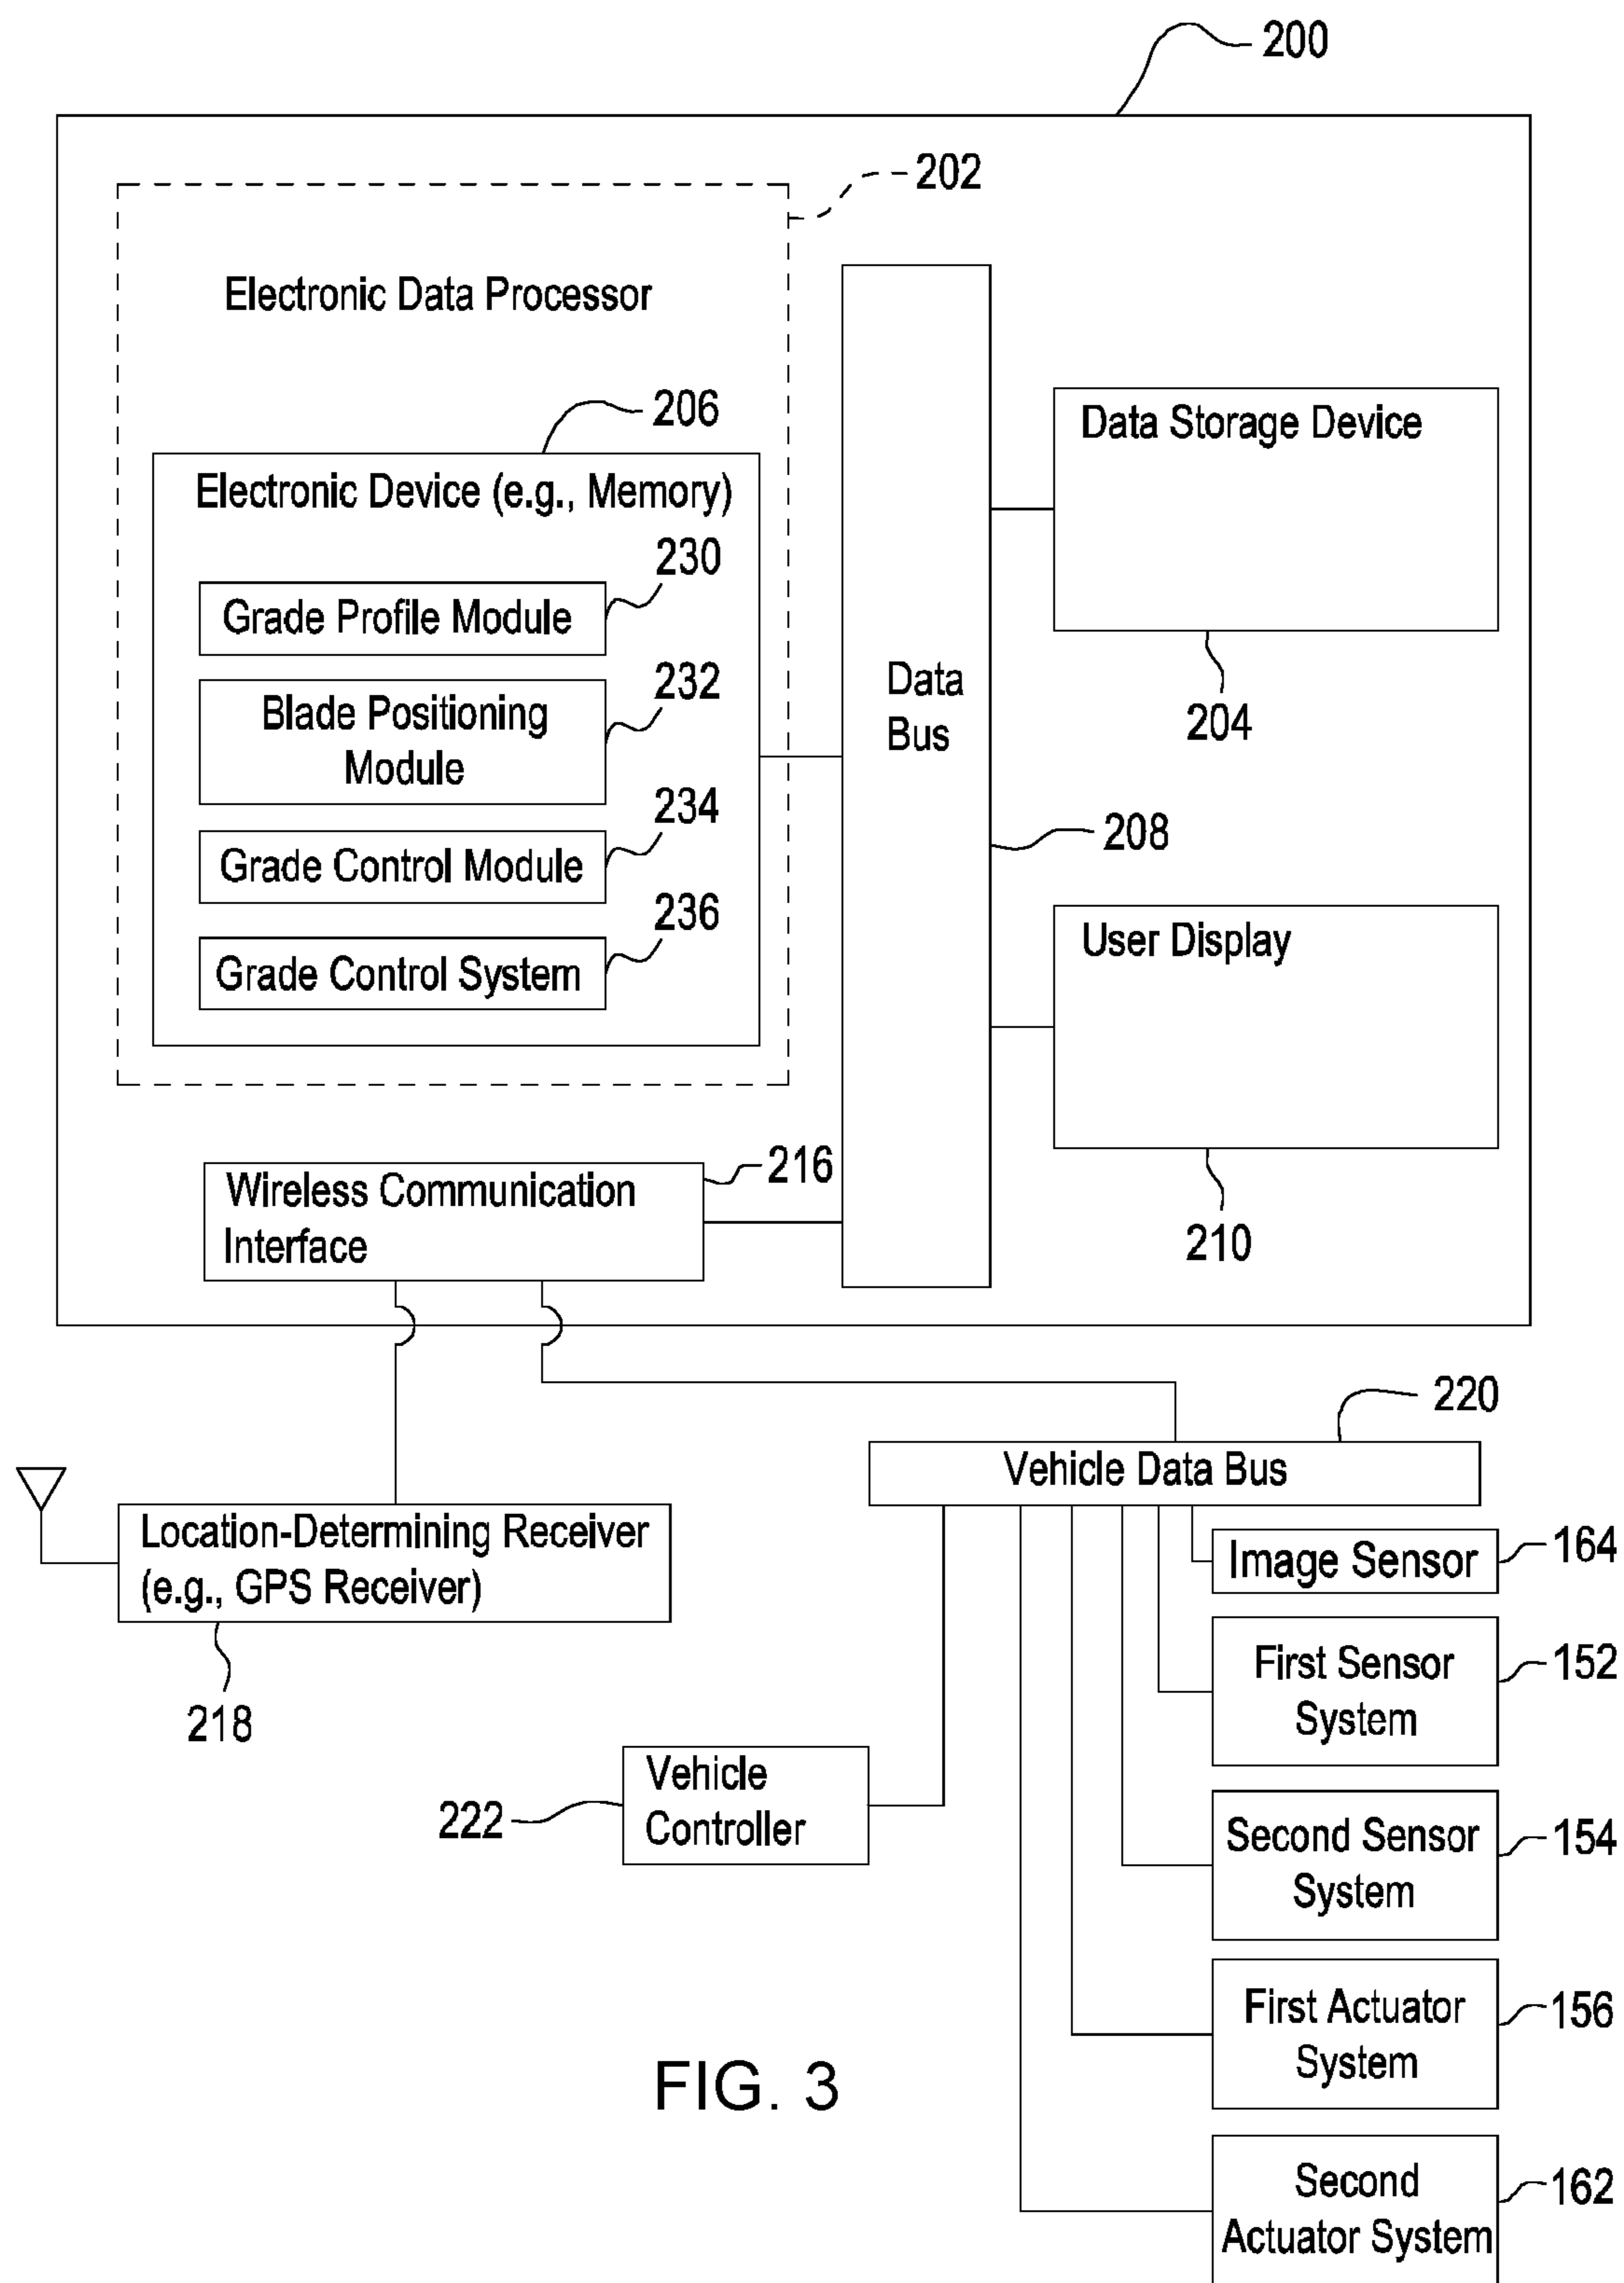 200
202
Electronic Data Processor
206
Electronic Device (e.g., Memory)
230
Grade Profile Module
232
Blade Positioning
Module
234
Grade Control Module
236
Grade Control System
Data
Bus
208
Data Storage Device
204
User Display
210
216
Wireless Communication
Interface
220
Vehicle Data Bus
Location-Determining Receiver
(e.g., GPS Receiver)
218
Image Sensor
164
First Sensor
System
152
Vehicle
Controller
222
Second Sensor
System
154
First Actuator
System
156
Second
Actuator System
162
FIG. 3